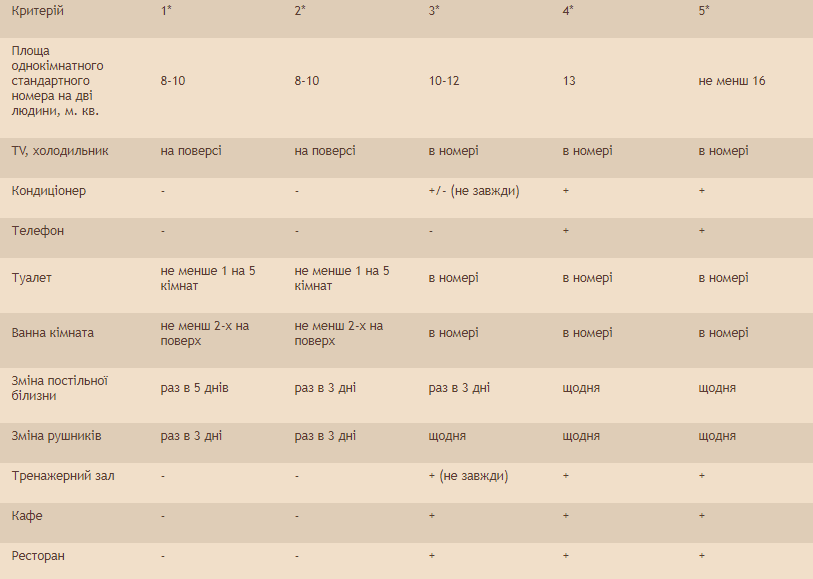 Критерій 1* 2* 3* 4* 5*
Площа
однокімнатного
стандартного
номера на дві
людини, м. кв.
8-10 8-10 10-12 13 не менш 16
TV, холодильник на поверсі на поверсі в номері в номері в номері
Кондиціонер - - +/- (не завжди) + +
Телефон - - - + +
Туалет
не менше 1 на 5
кімнат
не менше 1 на 5
кімнат
в номері в номері в номері
Ванна кімната
не менш 2-х на
поверх
не менш 2-х на
поверх
в номері в номері в номері
Зміна постільної
білизни
раз в 5 днів раз в 3 дні раз в 3 дні щодня щодня
Зміна рушників раз в 3 дні раз в 3 дні щодня щодня щодня
Тренажерний зал - - + (не завжди) + +
Кафе - - + + +
Ресторан - - + + +